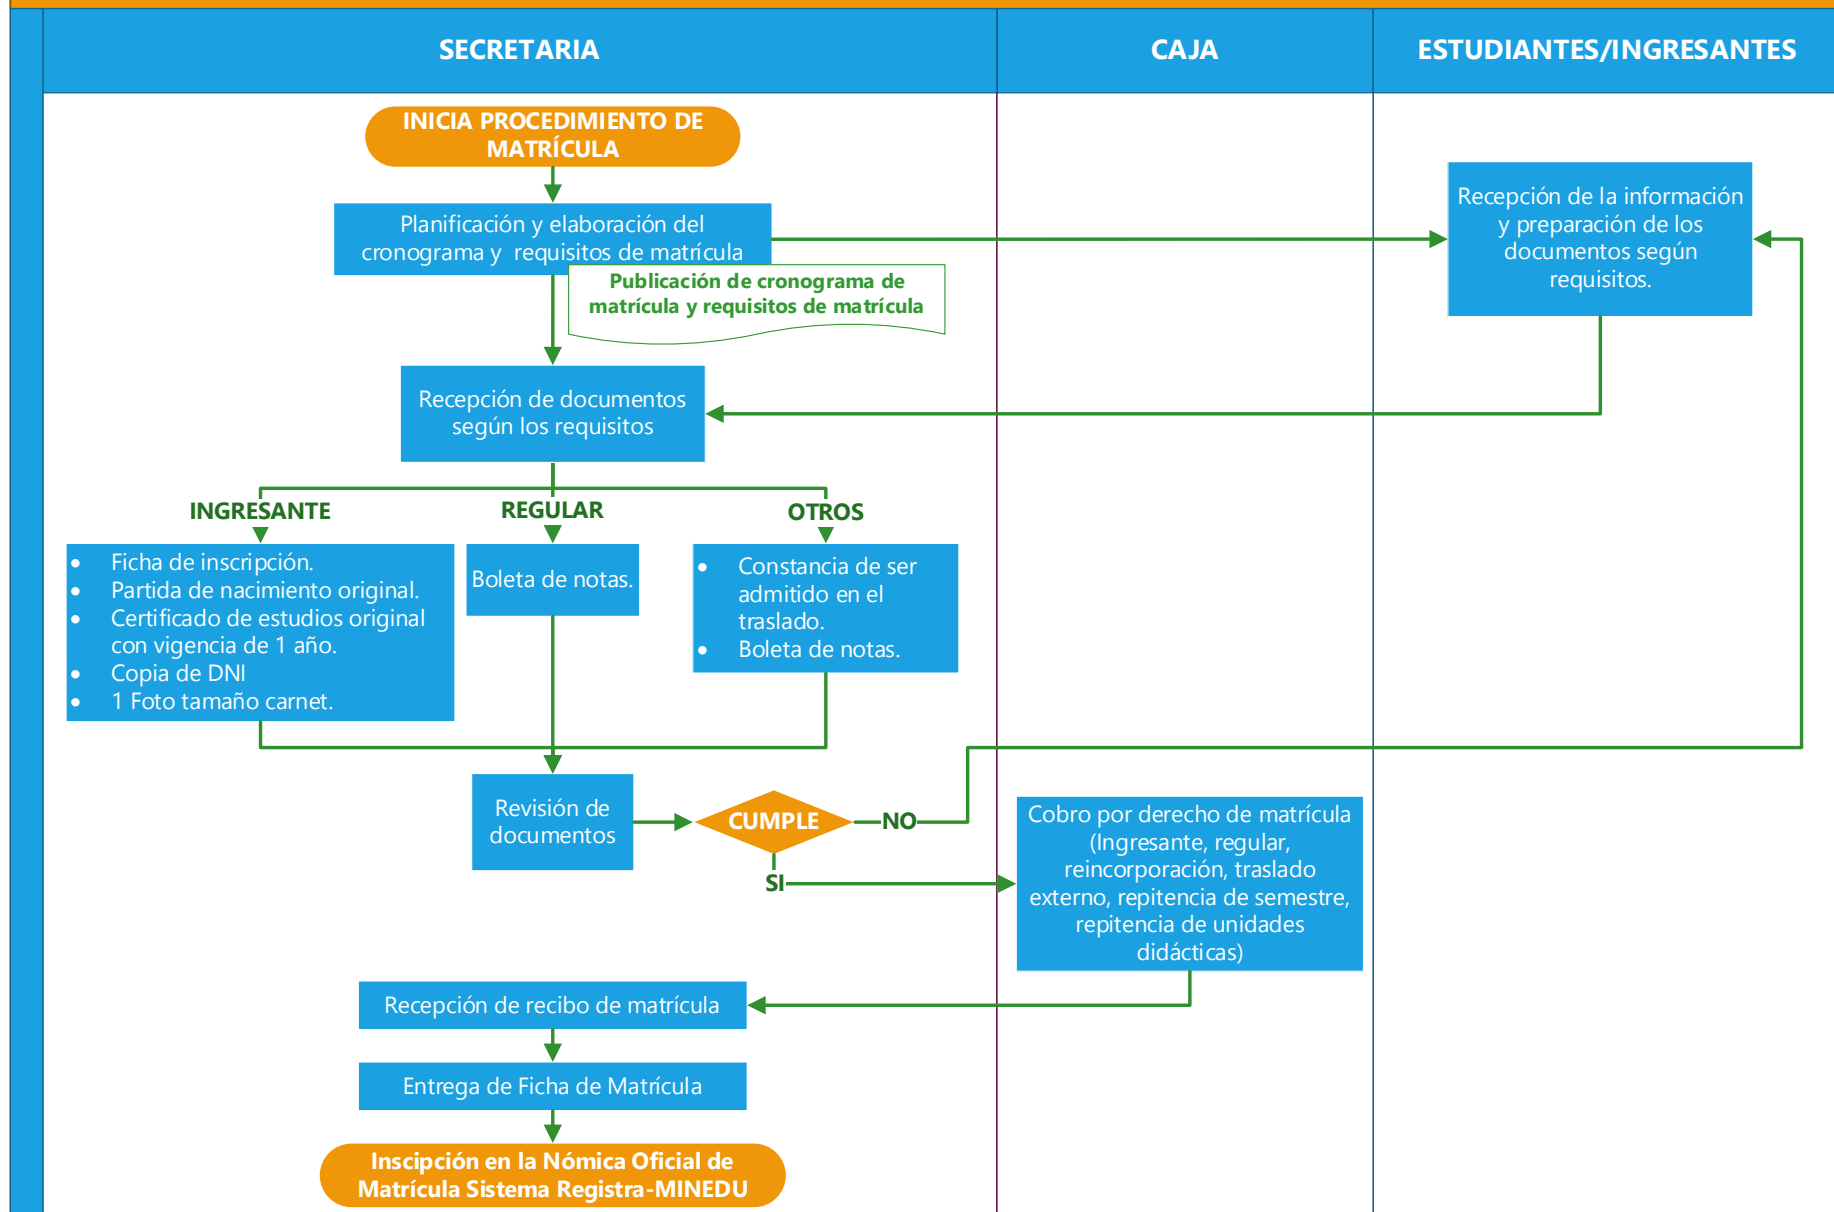 SECRETARIA
CAJA
ESTUDIANTES/INGRESANTES
INICIA PROCEDIMIENTO DE
MATRÍCULA
Planificación y elaboración del
cronograma y requisitos de matrícula
Publicación de cronograma de
matrícula y requisitos de matrícula
Recepción de la información
y preparación de los
documentos según
requisitos.
Recepción de documentos
según los requisitos
INGRESANTE
REGULAR
OTROS
• Ficha de inscripción.
• Partida de nacimiento original.
• Certificado de estudios original
con vigencia de 1 año.
• Copia de DNI
• 1 Foto tamaño carnet.
Boleta de notas.
• Constancia de ser
admitido en el
traslado.
• Boleta de notas.
Revisión de
documentos
CUMPLE
NO
SI
Cobro por derecho de matrícula
(Ingresante, regular,
reincorporación, traslado
externo, repitencia de semestre,
repitencia de unidades
didácticas)
Recepción de recibo de matrícula
Entrega de Ficha de Matrícula
Inscipción en la Nómica Oficial de
Matrícula Sistema Registra-MINEDU